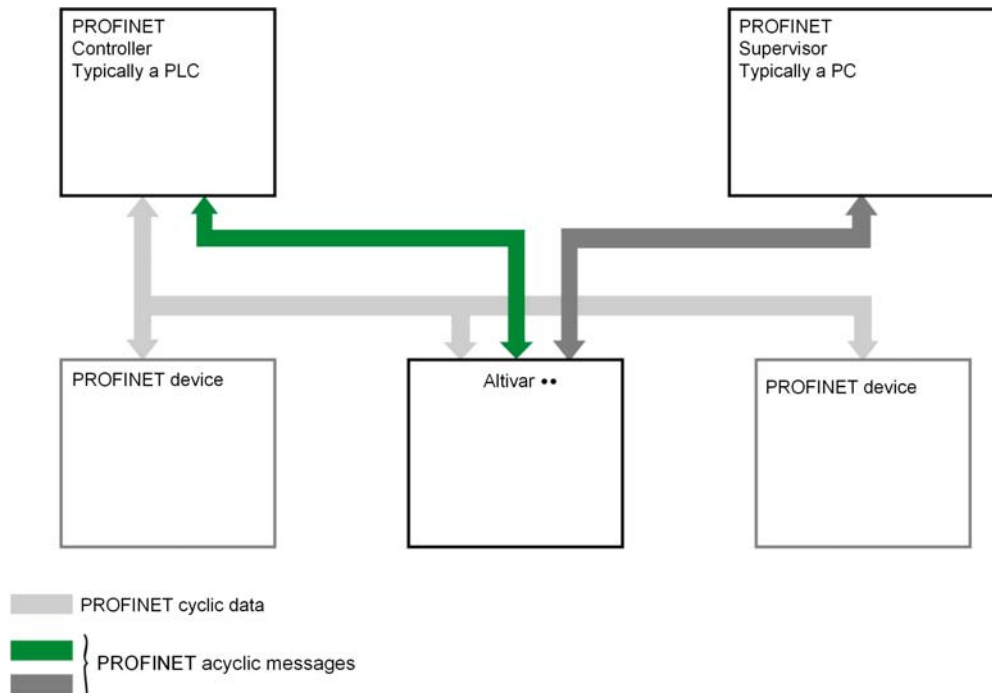 PROFINET
Controller
Typically a PLC
PROFINET
Supervisor
Typically a PC
PROFINET device
Altivar ••
PROFINET device
PROFINET cyclic data
PROFINET acyclic messages